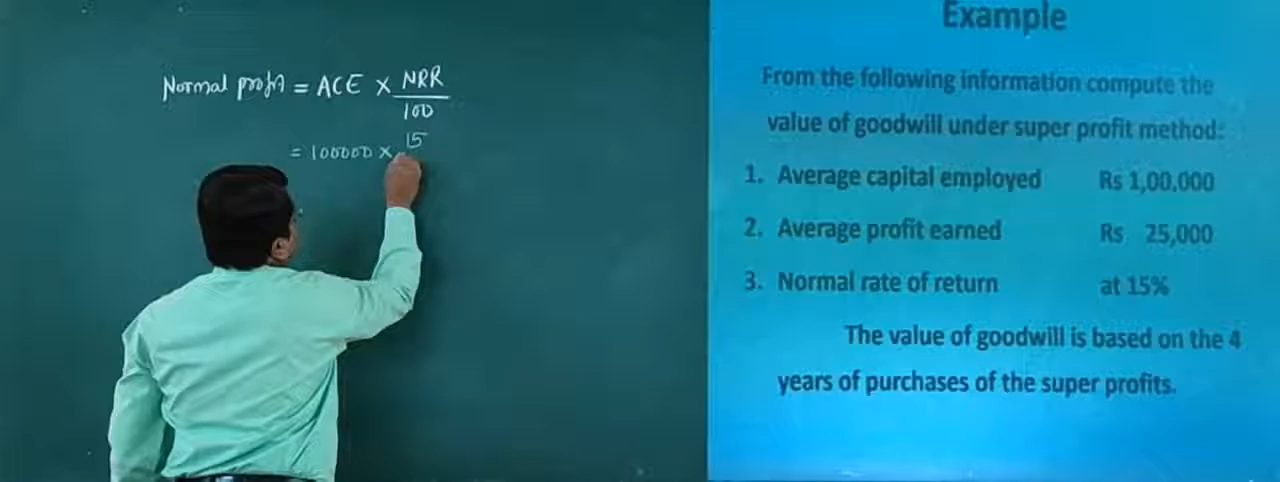 Normal profit = ACE × NRR
100
= 100000 × 15
Example
From the following information compute the
value of goodwill under super profit method:
1. Average capital employed Rs 1,00,000
2. Average profit earned Rs 25,000
3. Normal rate of return at 15%
The value of goodwill is based on the 4
years of purchases of the super profits.